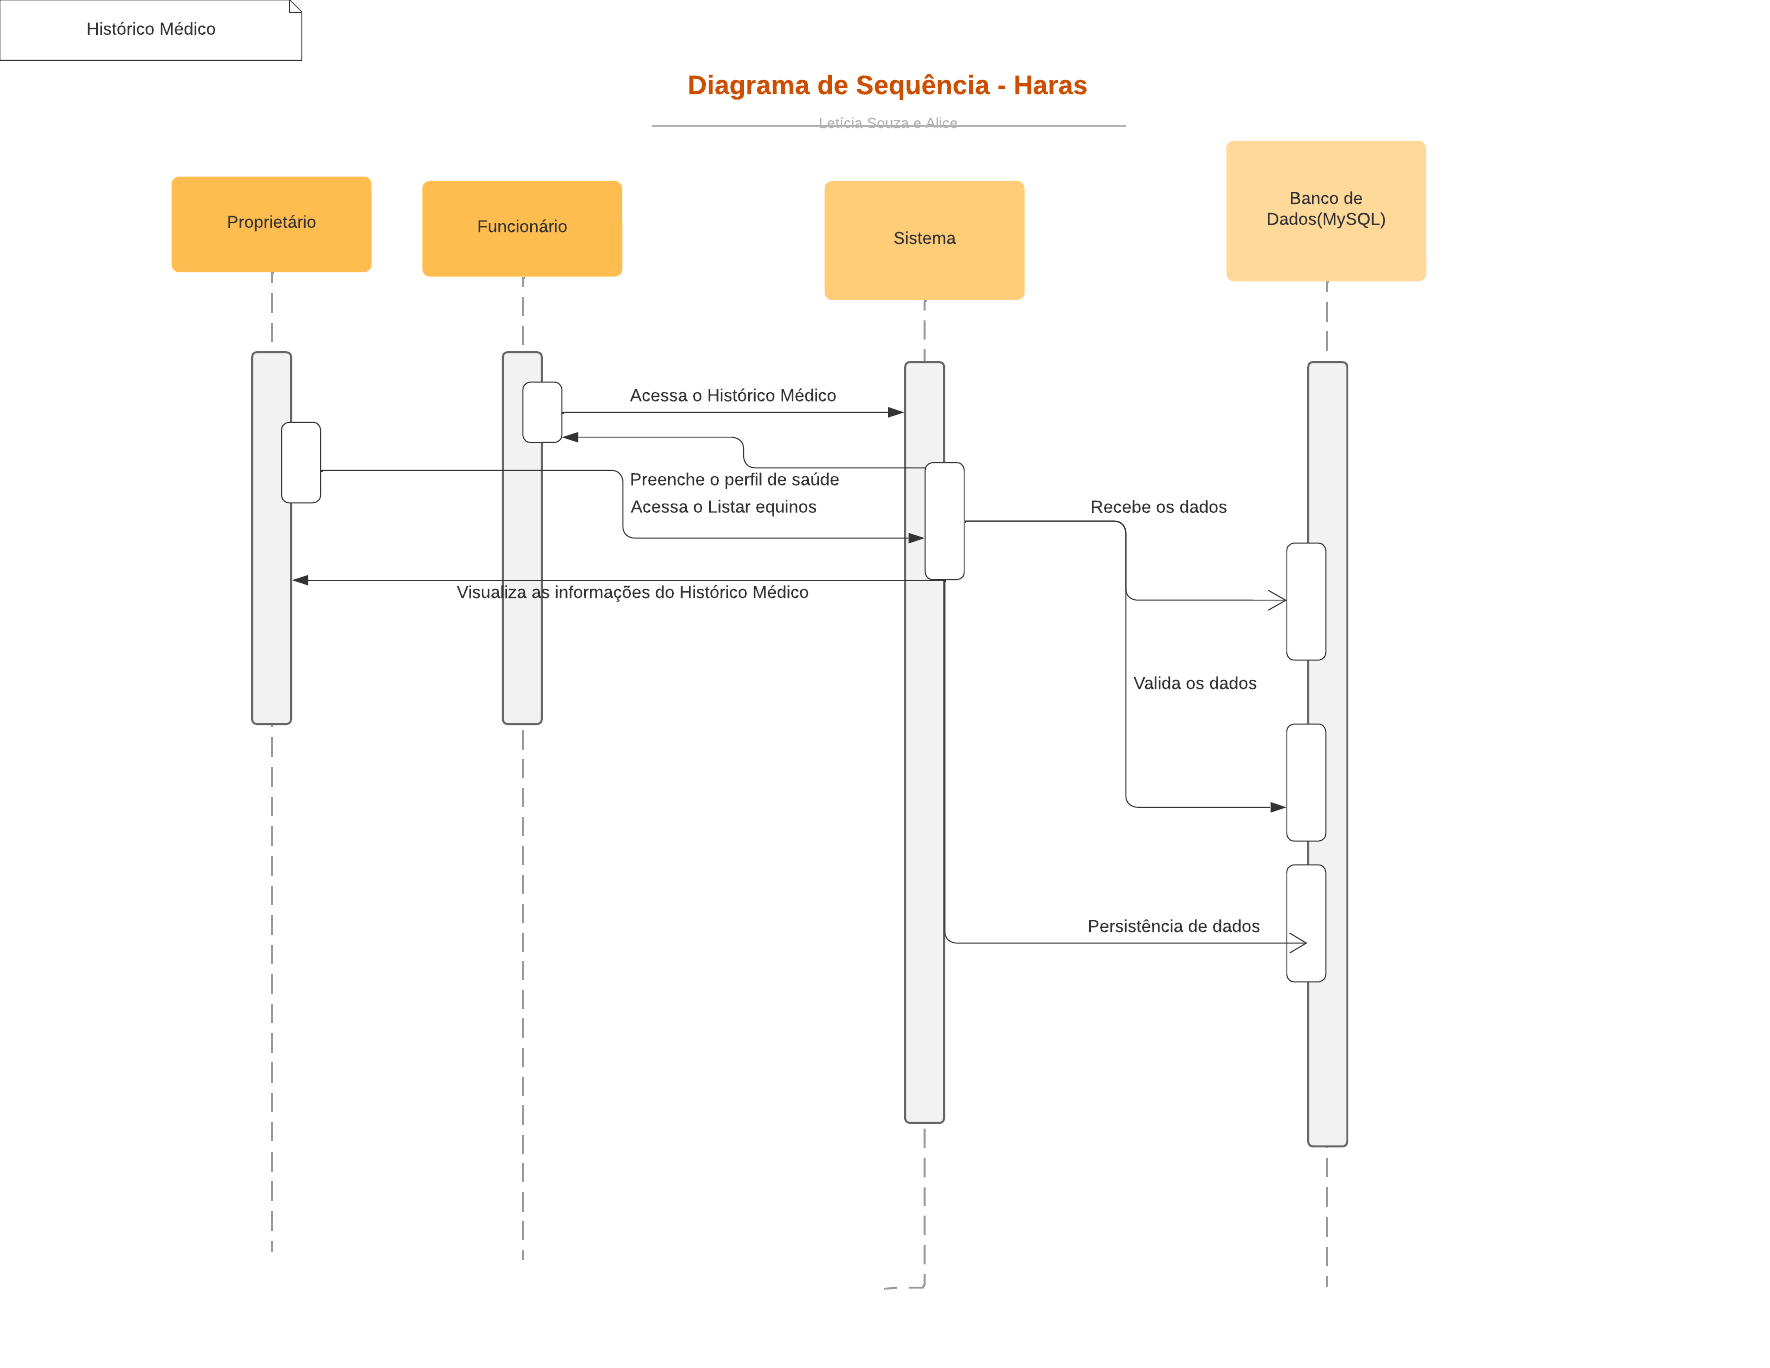 Histórico Médico
Diagrama de Sequência - Haras
Letícia Souza e Alice
Proprietário
Funcionário
Sistema
Banco de
Dados(MySQL)
Acessa o Histórico Médico
Preenche o perfil de saúde
Acessa o Listar equinos
Recebe os dados
Visualiza as informações do Histórico Médico
Valida os dados
Persistência de dados